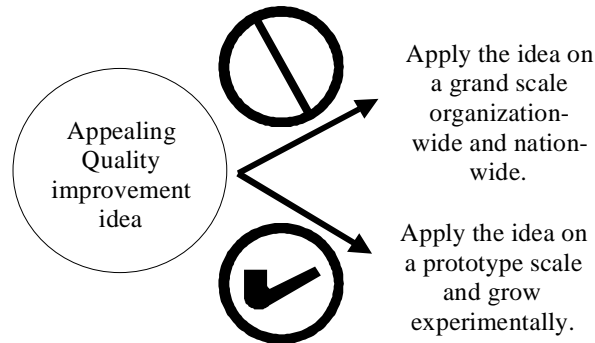 Appealing
Quality
improvement
idea
Apply the idea on
a grand scale
organization-
wide and nation-
wide.
Apply the idea on
a prototype scale
and grow
experimentally.